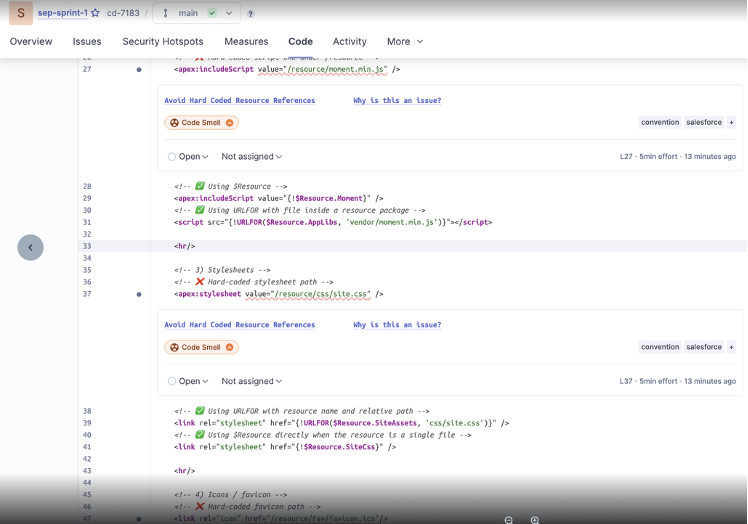 S sep-sprint-1 cd-7183 / main ?
Overview Issues Security Hotspots Measures Code Activity More
27 <apex:includeScript value="/resource/moment.min.js" />
Avoid Hard Coded Resource References Why is this an issue?
Code Smell convention salesforce +
Open Not assigned L27 · 5min effort · 13 minutes ago
28 <!-- ✅ Using $Resource -->
29 <apex:includeScript value="{!$Resource.Moment}" />
30 <!-- ✅ Using URLFOR with file inside a resource package -->
31 <script src="{!URLFOR($Resource.AppLibs, 'vendor/moment.min.js')}"></script>
32
33 <hr/>
34
35 <!-- 3) Stylesheets -->
36 <!-- ❌ Hard-coded stylesheet path -->
37 <apex:stylesheet value="/resource/css/site.css" />
Avoid Hard Coded Resource References Why is this an issue?
Code Smell convention salesforce +
Open Not assigned L37 · 5min effort · 13 minutes ago
38 <!-- ✅ Using URLFOR with resource name and relative path -->
39 <link rel="stylesheet" href="{!URLFOR($Resource.SiteAssets, 'css/site.css')}" />
40 <!-- ✅ Using $Resource directly when the resource is a single file -->
41 <link rel="stylesheet" href="{!$Resource.SiteCss}" />
42
43 <hr/>
44
45 <!-- 4) Icons / favicon -->
46 <!-- ❌ Hard-coded favicon path -->
47 <link rel="icon" href="/resource/Fav/favicon.ico"/>